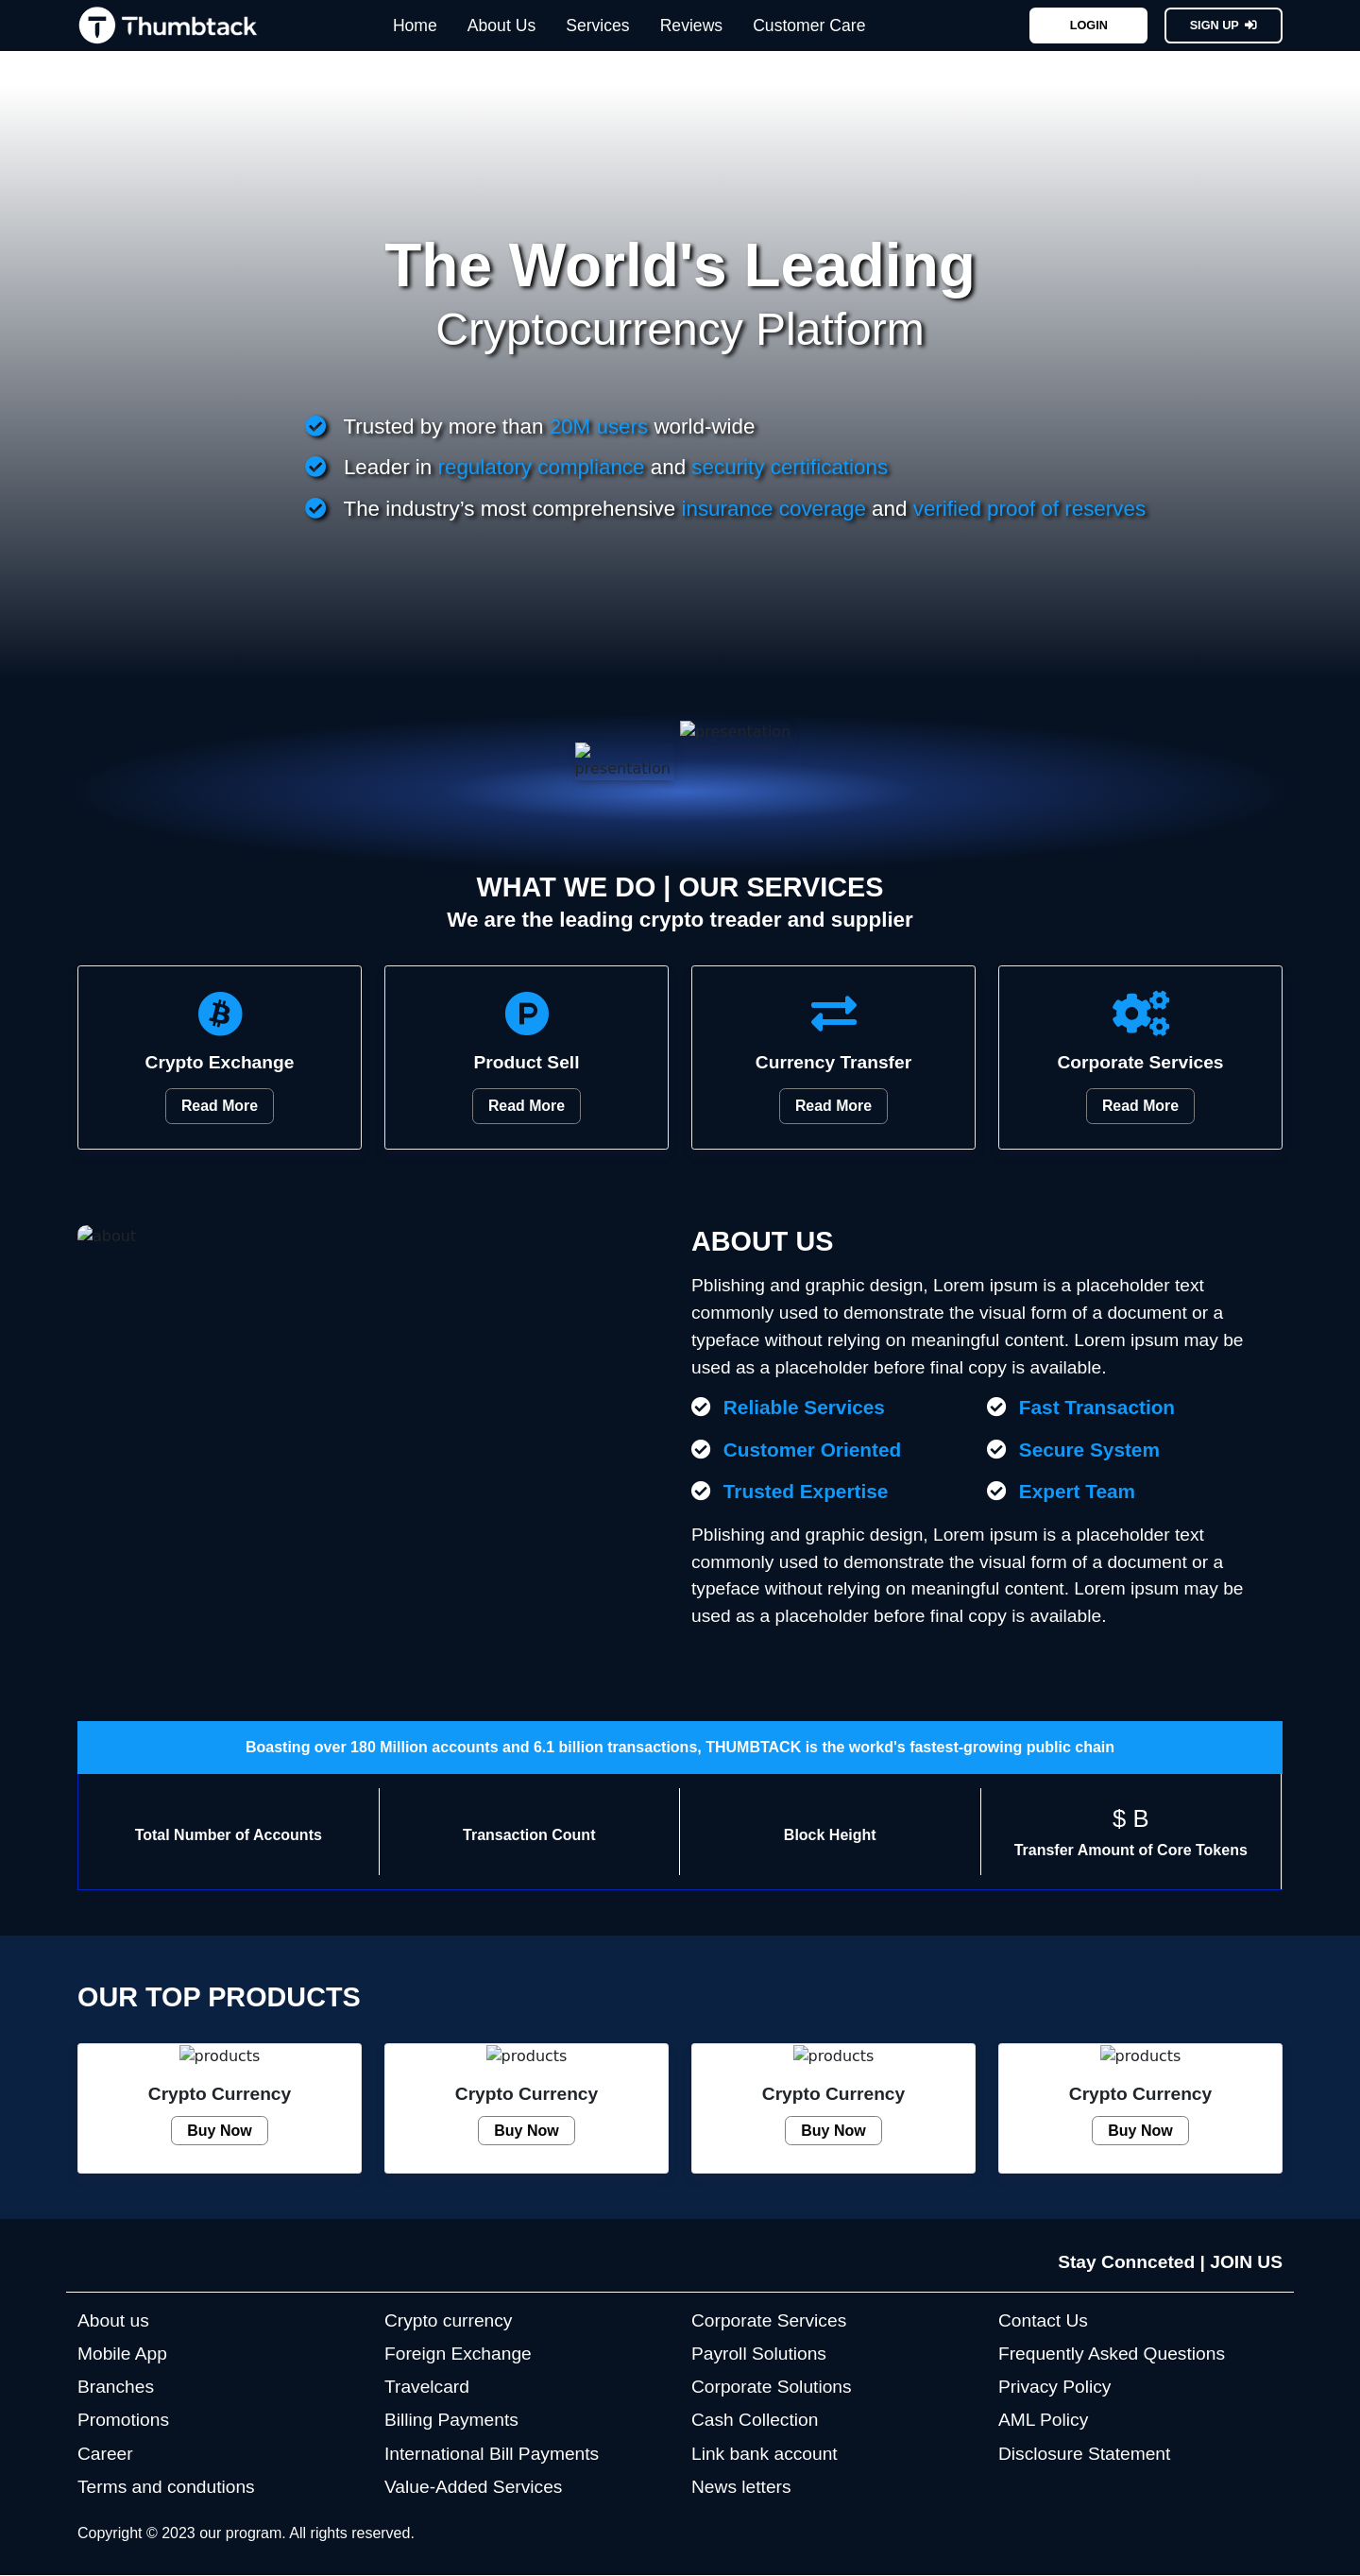 Thumbtack
Home About Us Services Reviews Customer Care
LOGIN
SIGN UP
The World's Leading
Cryptocurrency Platform
Trusted by more than 20M users world-wide
Leader in regulatory compliance and security certifications
The industry’s most comprehensive insurance coverage and verified proof of reserves
presentation
presentation
WHAT WE DO | OUR SERVICES
We are the leading crypto treader and supplier
Crypto Exchange
Read More
Product Sell
Read More
Currency Transfer
Read More
Corporate Services
Read More
about
ABOUT US
Pblishing and graphic design, Lorem ipsum is a placeholder text
commonly used to demonstrate the visual form of a document or a
typeface without relying on meaningful content. Lorem ipsum may be
used as a placeholder before final copy is available.
Reliable Services
Fast Transaction
Customer Oriented
Secure System
Trusted Expertise
Expert Team
Pblishing and graphic design, Lorem ipsum is a placeholder text
commonly used to demonstrate the visual form of a document or a
typeface without relying on meaningful content. Lorem ipsum may be
used as a placeholder before final copy is available.
Boasting over 180 Million accounts and 6.1 billion transactions, THUMBTACK is the workd's fastest-growing public chain
Total Number of Accounts
Transaction Count
Block Height
$ B
Transfer Amount of Core Tokens
OUR TOP PRODUCTS
products
Crypto Currency
Buy Now
products
Crypto Currency
Buy Now
products
Crypto Currency
Buy Now
products
Crypto Currency
Buy Now
Stay Connceted | JOIN US
About us
Mobile App
Branches
Promotions
Career
Terms and condutions
Crypto currency
Foreign Exchange
Travelcard
Billing Payments
International Bill Payments
Value-Added Services
Corporate Services
Payroll Solutions
Corporate Solutions
Cash Collection
Link bank account
News letters
Contact Us
Frequently Asked Questions
Privacy Policy
AML Policy
Disclosure Statement
Copyright © 2023 our program. All rights reserved.